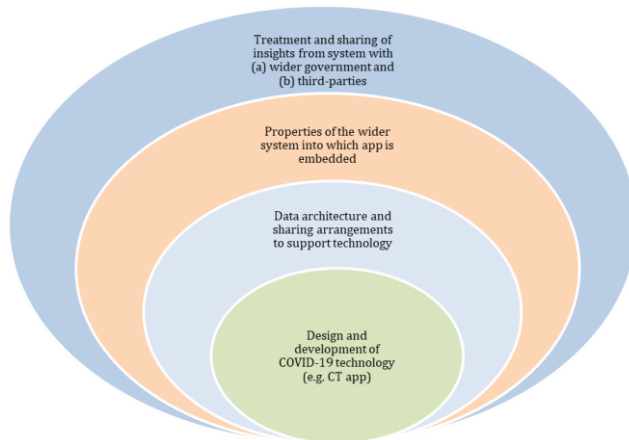 Treatment and sharing of
insights from system with
(a) wider government and
(b) third-parties
Properties of the wider
system into which app is
embedded
Data architecture and
sharing arrangements
to support technology
Design and
development of
COVID-19 technology
(e.g. CT app)